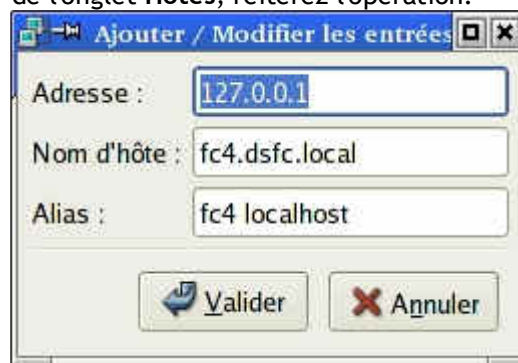 de l'onglet Hôtes, réitérez l'opération.
Ajouter / Modifier les entrées
Adresse : 127.0.0.1
Nom d'hôte : fc4.dsfc.local
Alias : fc4 localhost
Valider Annuler